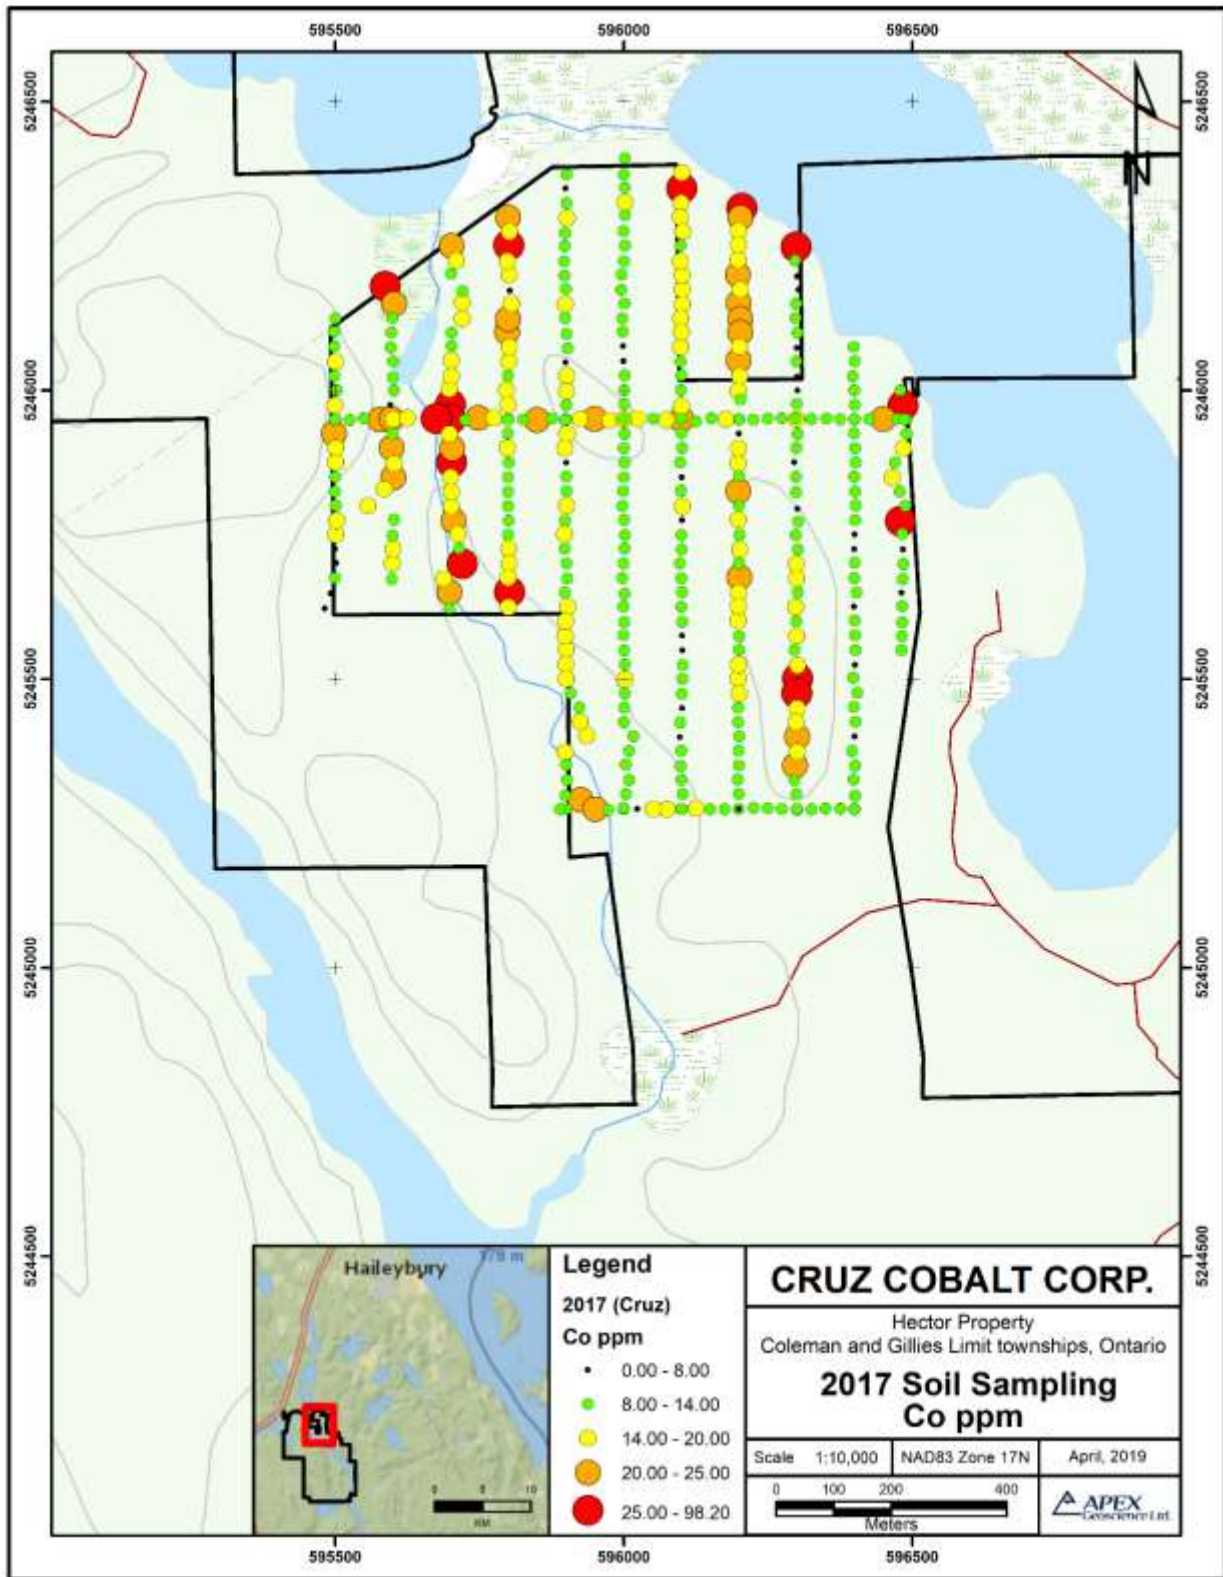 595500
596000
596500
5246500
5246500
N
5246000
5246000
5245500
5245500
5245000
5245000
5244500
5244500
178 m
Haileybury
0 5 10
KM
Legend
2017 (Cruz)
Co ppm
0.00 - 8.00
8.00 - 14.00
14.00 - 20.00
20.00 - 25.00
25.00 - 98.20
CRUZ COBALT CORP.
Hector Property
Coleman and Gillies Limit townships, Ontario
2017 Soil Sampling
Co ppm
Scale 1:10,000
NAD83 Zone 17N
April, 2019
0 100 200 400
Meters
APEX
Geoscience Ltd.
595500
596000
596500